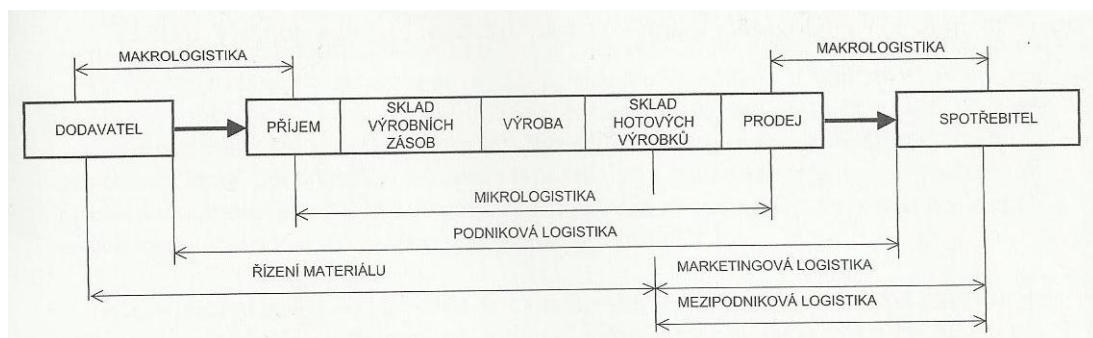 MAKROLOGISTIKA
MAKROLOGISTIKA
DODAVATEL
PŘÍJEM
SKLAD
VÝROBNÍCH
ZÁSOB
VÝROBA
SKLAD
HOTOVÝCH
VÝROBKŮ
PRODEJ
SPOTŘEBITEL
MIKROLOGISTIKA
PODNIKOVÁ LOGISTIKA
ŘÍZENÍ MATERIÁLU
MARKETINGOVÁ LOGISTIKA
MEZIPODNIKOVÁ LOGISTIKA